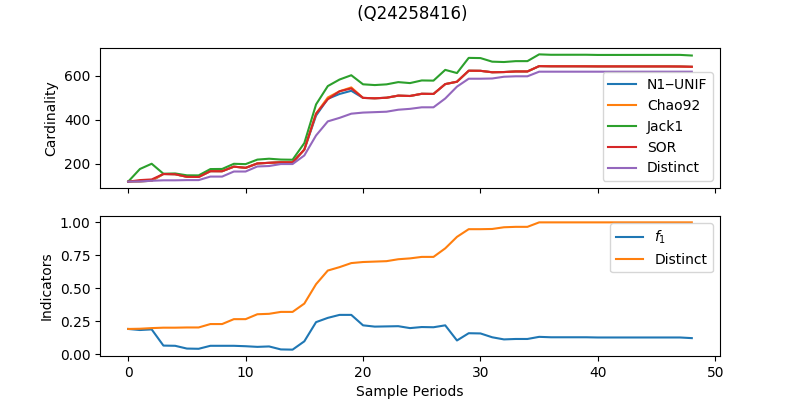 (Q24258416)
Cardinality
600
400
200
N1−UNIF
Chao92
Jack1
SOR
Distinct
Indicators
1.00
0.75
0.50
0.25
0.00
f₁
Distinct
0 10 20 30 40 50
Sample Periods